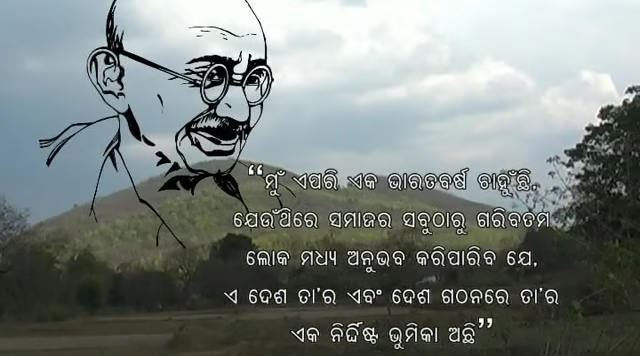 “ମୁଁ ଏପରି ଏକ ଭାରତବର୍ଷ ଚାହୁଁଛି,
ଯେଉଁଥିରେ ସମାଜର ସବୁଠାରୁ ଗରିବତମ
ଲୋକ ମଧ୍ୟ ଅନୁଭବ କରିପାରିବ ଯେ,
ଏ ଦେଶ ତା'ର ଏବଂ ଦେଶ ଗଠନରେ ତା'ର
ଏକ ନିର୍ଦ୍ଦିଷ୍ଟ ଭୁମିକା ଅଛି”